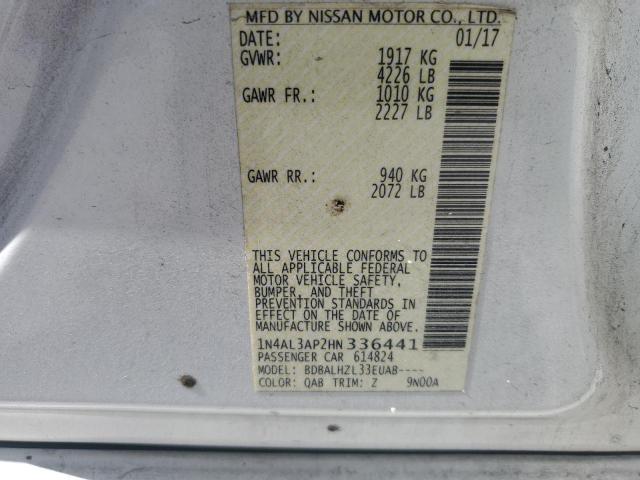 MFD BY NISSAN MOTOR CO., LTD.
DATE: 01/17
GVWR: 1917 KG
4226 LB
GAWR FR.: 1010 KG
2227 LB
GAWR RR.: 940 KG
2072 LB
THIS VEHICLE CONFORMS TO
ALL APPLICABLE FEDERAL
MOTOR VEHICLE SAFETY,
BUMPER, AND THEFT
PREVENTION STANDARDS IN
EFFECT ON THE DATE OF
MANUFACTURE SHOWN ABOVE.
1N4AL3AP2HN336441
PASSENGER CAR 614824
MODEL: BDBALHZL33EUAB----
COLOR: QAB TRIM: Z 9N00A